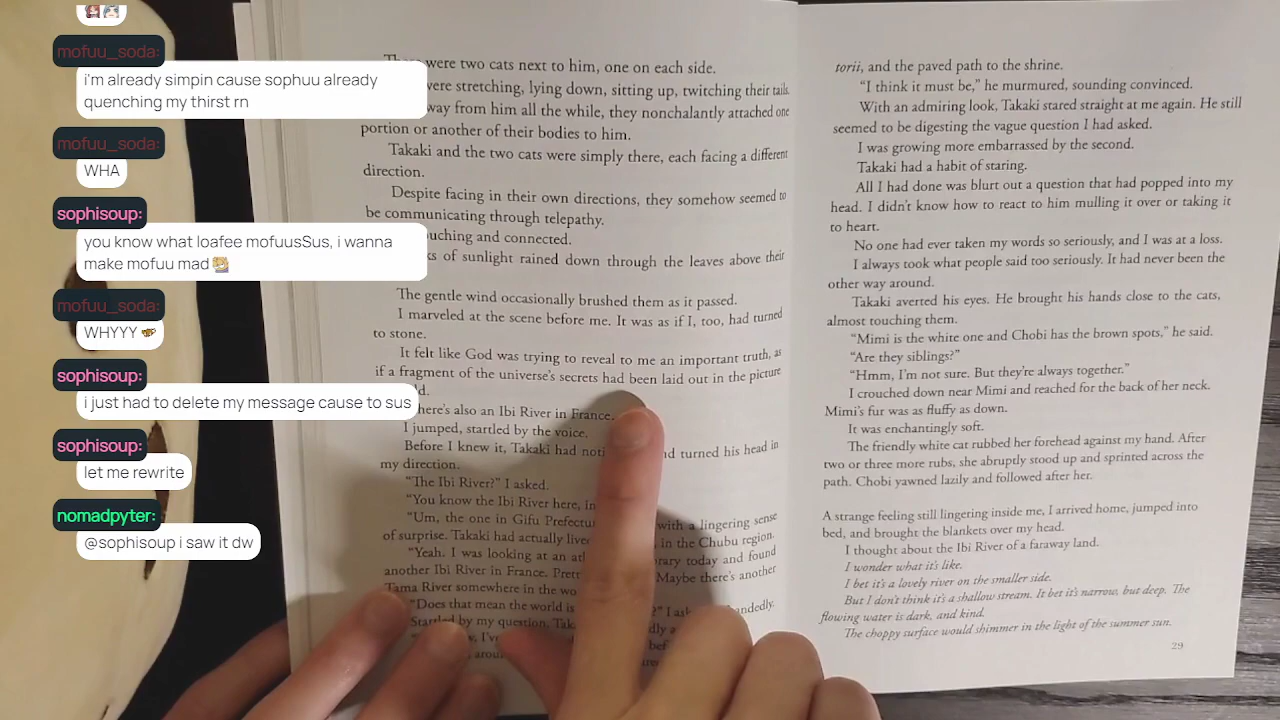 mofuu_soda:
i'm already simpin cause sophuu already
quenching my thirst rn
mofuu_soda:
WHA
sophisoup:
you know what loafee mofuusSus, i wanna
make mofuu mad
mofuu_soda:
WHYYY
sophisoup:
i just had to delete my message cause to sus
sophisoup:
let me rewrite
nomadpyter:
@sophisoup i saw it dw
were two cats next to him, one on each side.
were stretching, lying down, sitting up, twitching their tails.
way from him all the while, they nonchalantly attached one
portion or another of their bodies to him.
Takaki and the two cats were simply there, each facing a different
direction.
Despite facing in their own directions, they somehow seemed to
be communicating through telepathy.
ouching and connected.
ks of sunlight rained down through the leaves above their
The gentle wind occasionally brushed them as it passed.
I marveled at the scene before me. It was as if I, too, had turned
to stone.
It felt like God was trying to reveal to me an important truth, as
if a fragment of the universe's secrets had been laid out in the picture
here's also an Ibi River in France.
I jumped, startled by the voice.
Before I knew it, Takaki had noti nd turned his head in
my direction.
"The Ibi River?" I asked.
"You know the Ibi River here, in
"Um, the one in Gifu Prefectu with a lingering sense
of surprise. Takaki had actually live in the Chubu region.
"Yeah. I was looking at an atl rary today and found
another Ibi River in France. Prett Maybe there's another
Tama River somewhere in the wo
"Does that mean the world is ?" I ask andedly.
Startled by my question, Tak dly a
torii, and the paved path to the shrine.
"I think it must be," he murmured, sounding convinced.
With an admiring look, Takaki stared straight at me again. He still
seemed to be digesting the vague question I had asked.
I was growing more embarrassed by the second.
Takaki had a habit of staring.
All I had done was blurt out a question that had popped into my
head. I didn't know how to react to him mulling it over or taking it
to heart.
No one had ever taken my words so seriously, and I was at a loss.
I always took what people said too seriously. It had never been the
other way around.
Takaki averted his eyes. He brought his hands close to the cats,
almost touching them.
"Mimi is the white one and Chobi has the brown spots," he said.
"Are they siblings?"
"Hmm, I'm not sure. But they're always together."
I crouched down near Mimi and reached for the back of her neck.
Mimi's fur was as fluffy as down.
It was enchantingly soft.
The friendly white cat rubbed her forehead against my hand. After
two or three more rubs, she abruptly stood up and sprinted across the
path. Chobi yawned lazily and followed after her.
A strange feeling still lingering inside me, I arrived home, jumped into
bed, and brought the blankets over my head.
I thought about the Ibi River of a faraway land.
I wonder what it's like.
I bet it's a lovely river on the smaller side.
But I don't think it's a shallow stream. It bet it's narrow, but deep. The
flowing water is dark, and kind.
The choppy surface would shimmer in the light of the summer sun.
29